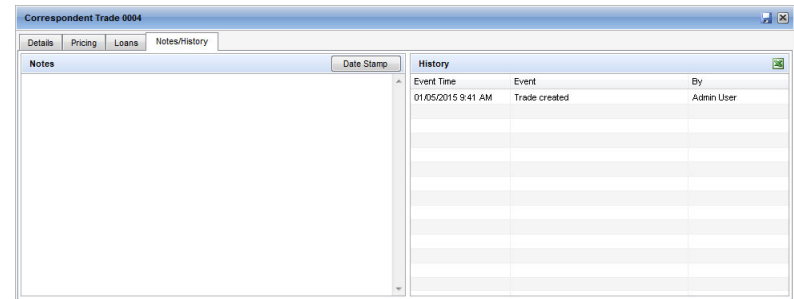 Correspondent Trade 0004
Details Pricing Loans Notes/History
Notes Date Stamp
History
Event Time Event By
01/05/2015 9:41 AM Trade created Admin User